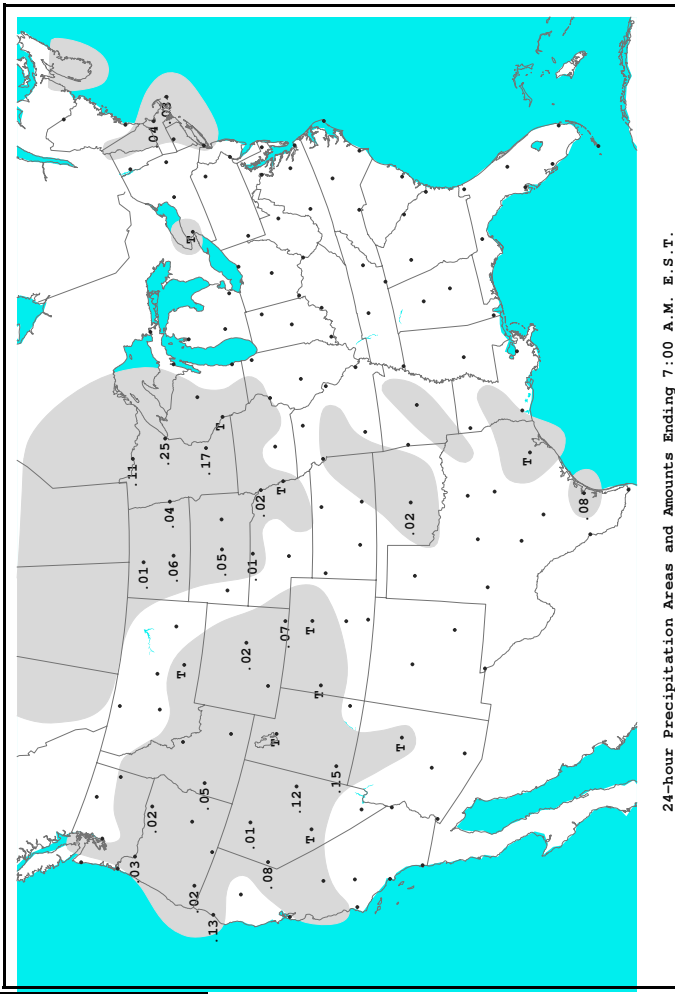 .11
.03
.01
.02
.04
.25
.03
.04
.06
T
T
.02
.17
.05
.13
T
.05
.02
.01
.01
.02
.08
T
T
.07
.12
T
T
T
.15
T
.02
T
.08
24-hour Precipitation Areas and Amounts Ending 7:00 A.M. E.S.T.